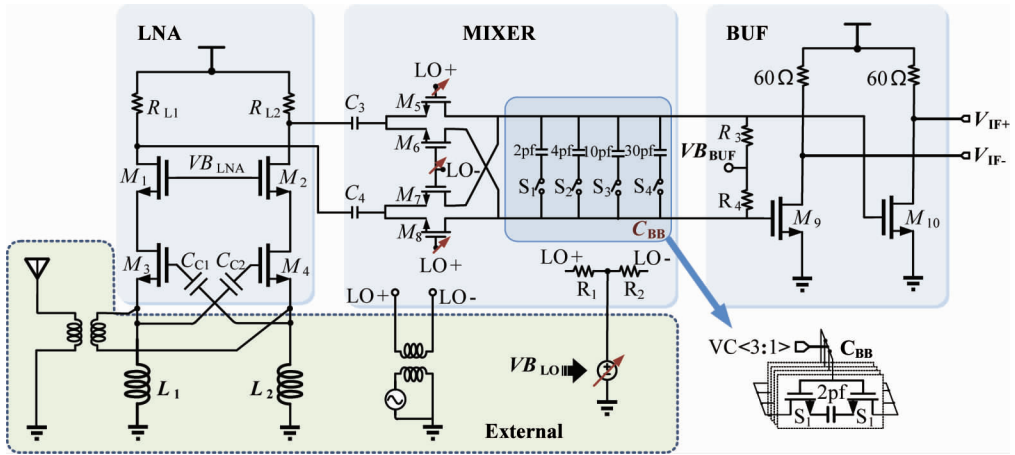 LNA
MIXER
BUF
R_L1
R_L2
C_3
C_4
M_1
VB_LNA
M_2
M_3
C_C1
C_C2
M_4
L_1
L_2
LO+
M_5
M_6
LO-
M_7
M_8
LO+
2pf
4pf
10pf
30pf
S_1
S_2
S_3
S_4
C_BB
R_3
VB_BUF
R_4
60Ω
60Ω
V_IF+
V_IF-
M_9
M_10
LO+
LO-
LO+
LO-
R_1
R_2
VB_LO
VC<3:1>
C_BB
2pf
S_1
S_1
External